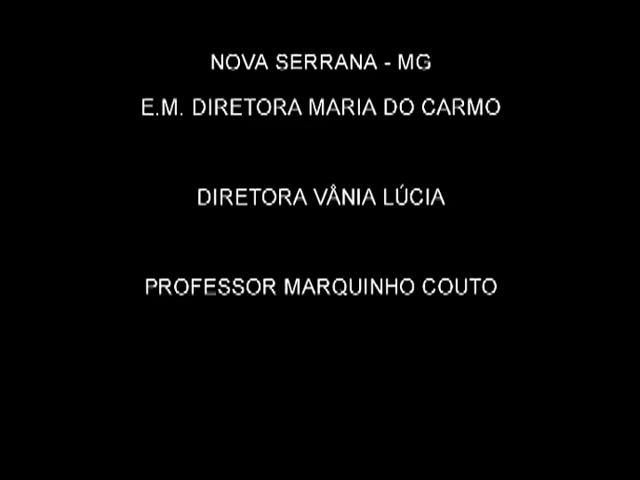 NOVA SERRANA - MG
E.M. DIRETORA MARIA DO CARMO
DIRETORA VÂNIA LÚCIA
PROFESSOR MARQUINHO COUTO